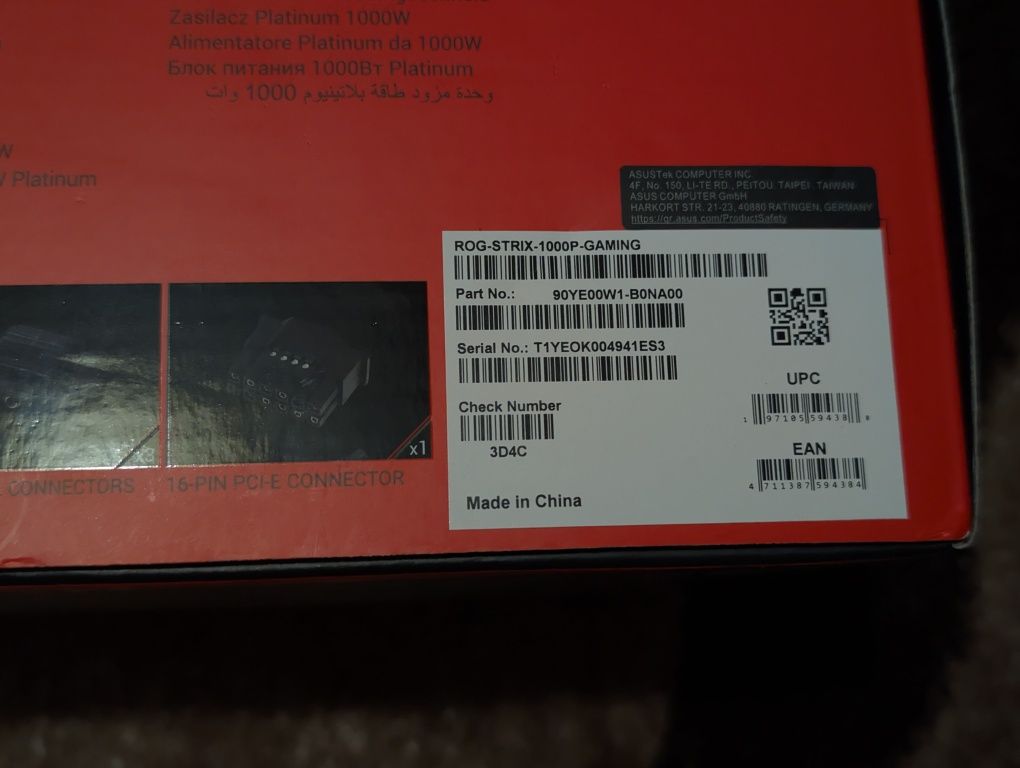 Zasilacz Platinum 1000W
Alimentatore Platinum da 1000W
Блок питания 1000Вт Platinum
وحدة مزود طاقة بلاتينيوم 1000 وات
W
Platinum
ASUSTek COMPUTER INC.
4F, No. 150, LI-TE RD., PEITOU, TAIPEI, TAIWAN
ASUS COMPUTER GmbH
HARKORT STR. 21-23, 40880 RATINGEN, GERMANY
https://qr.asus.com/ProductSafety
ROG-STRIX-1000P-GAMING
Part No.: 90YE00W1-B0NA00
Serial No.: T1YEOK004941ES3
Check Number
3D4C
Made in China
UPC
1 97105 59438 8
EAN
4 711387 594384
x1
CONNECTORS
16-PIN PCI-E CONNECTOR